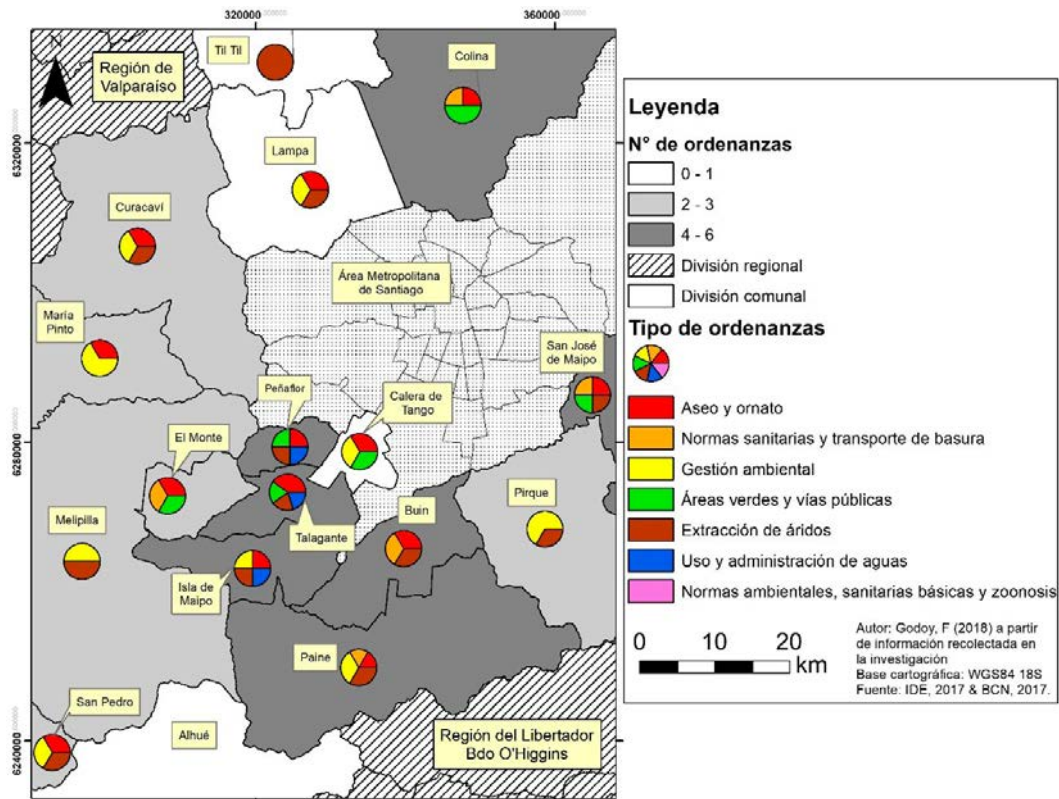 320000
360000
N
Til Til
Colina
Región de
Valparaíso
6320000
Lampa
Curacaví
Área Metropolitana
de Santiago
María
Pinto
San José
de Maipo
Peñaflor
Calera de
Tango
6280000
El Monte
Pirque
Buin
Melipilla
Talagante
Isla de
Maipo
Paine
San Pedro
Alhué
Región del Libertador
Bdo O'Higgins
6240000
Leyenda
N° de ordenanzas
0 - 1
2 - 3
4 - 6
División regional
División comunal
Tipo de ordenanzas
Aseo y ornato
Normas sanitarias y transporte de basura
Gestión ambiental
Áreas verdes y vías públicas
Extracción de áridos
Uso y administración de aguas
Normas ambientales, sanitarias básicas y zoonosis
0 10 20
km
Autor: Godoy, F (2018) a partir
de información recolectada en
la investigación
Base cartográfica: WGS84 18S
Fuente: IDE, 2017 & BCN, 2017.